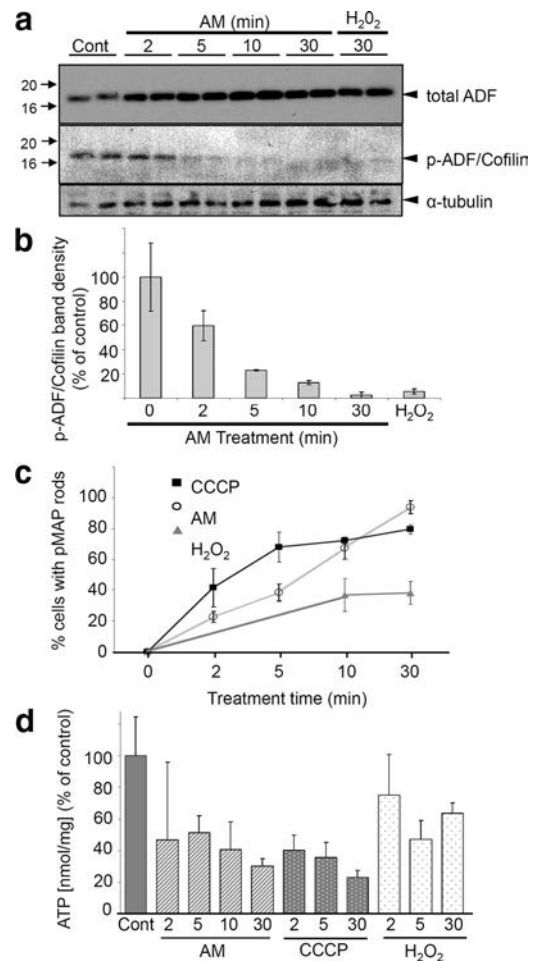 a
AM (min)
H₂0₂
Cont 2 5 10 30 30
20
16
total ADF
20
16
p-ADF/Cofilin
α-tubulin
b
p-ADF/Cofilin band density
(% of control)
100
80
60
40
20
0 2 5 10 30 H₂O₂
AM Treatment (min)
c
% cells with pMAP rods
100
80
60
40
20
0
CCCP
AM
H₂O₂
0 2 5 10 30
Treatment time (min)
d
ATP [nmol/mg] (% of control)
100
80
60
40
20
0
Cont 2 5 10 30 2 5 30 2 5 30
AM CCCP H₂O₂